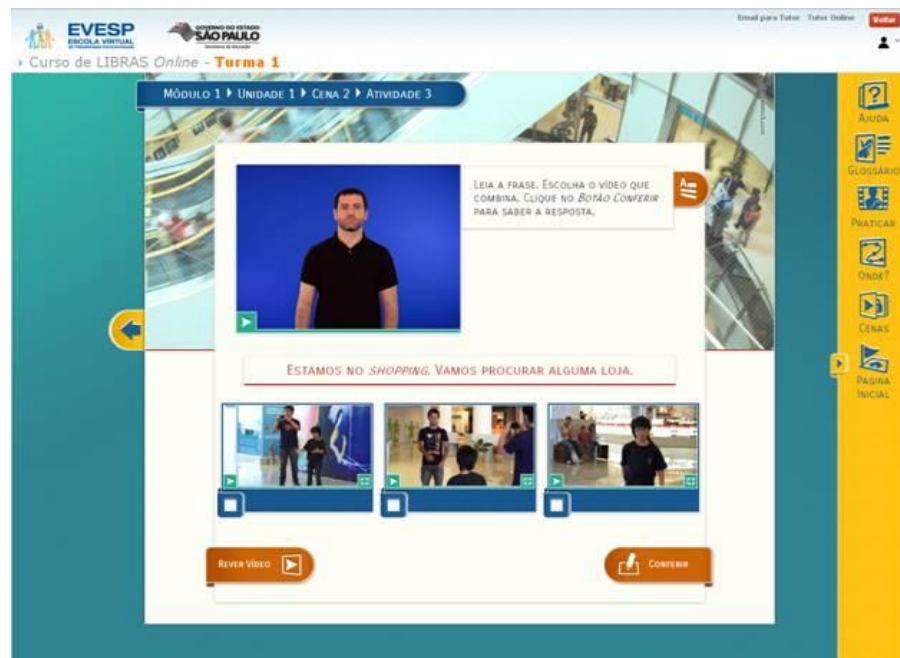 Email para Tutor Tutor Online Voltar
EVESP
ESCOLA VIRTUAL
GOVERNO DO ESTADO
SÃO PAULO
Secretaria da Educação
Curso de LIBRAS Online - Turma 1
MÓDULO 1 UNIDADE 1 CENA 2 ATIVIDADE 3
AJUDA
GLOSSÁRIO
PRATICAR
ONDE?
CENAS
PÁGINA
INICIAL
LEIA A FRASE. ESCOLHA O VÍDEO QUE
COMBINA. CLIQUE NO BOTÃO CONFERIR
PARA SABER A RESPOSTA.
ESTAMOS NO SHOPPING. VAMOS PROCURAR ALGUMA LOJA.
REVER VÍDEO
CONFERIR